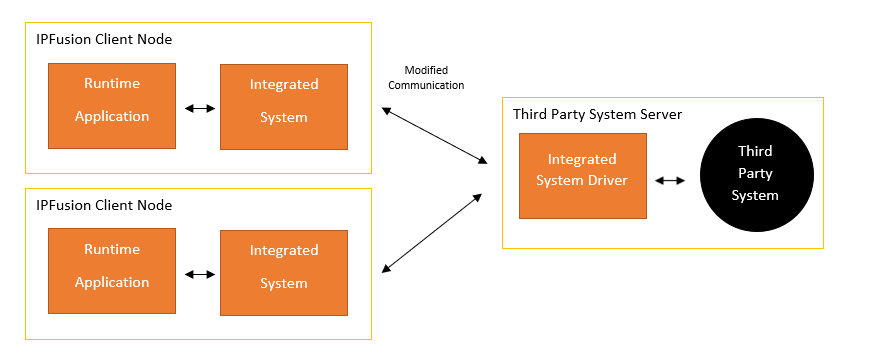 IPFusion Client Node
Runtime
Application
Integrated
System
Modified
Communication
Third Party System Server
Integrated
System Driver
Third
Party
System
IPFusion Client Node
Runtime
Application
Integrated
System